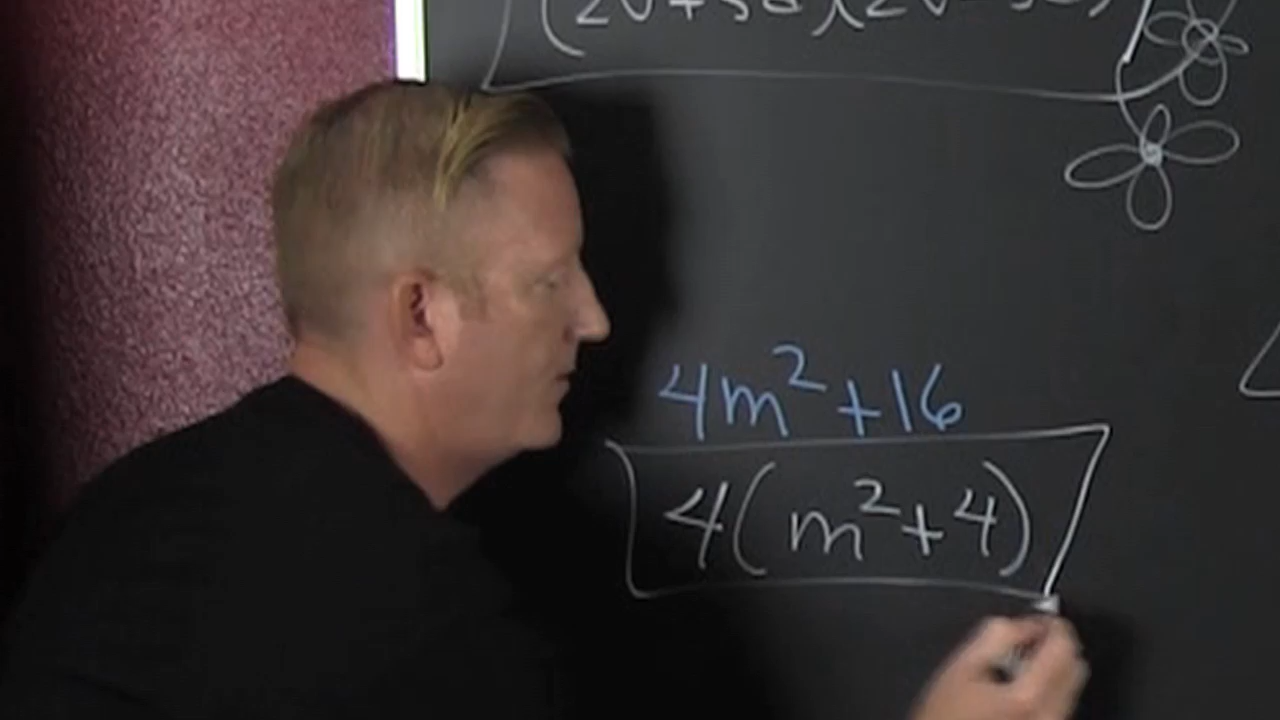 4m² + 16
4(m² + 4)